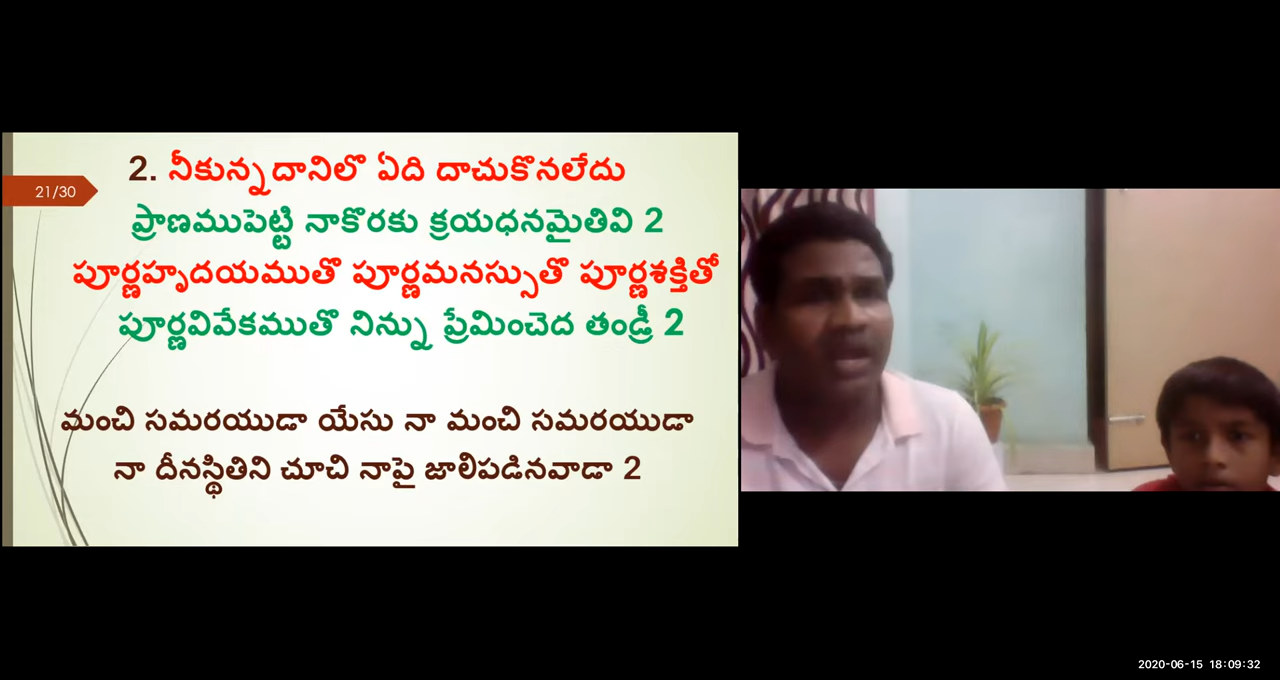 2. నీకున్నదానిలొ ఏది దాచుకొనలేదు
21/30
ప్రాణముపెట్టి నాకొరకు క్రయధనమైతివి 2
పూర్ణహృదయముతొ పూర్ణమనస్సుతొ పూర్ణశక్తితో
పూర్ణవివేకముతొ నిన్ను ప్రేమించెద తండ్రీ 2
మంచి సమరయుడా యేసు నా మంచి సమరయుడా
నా దీనస్థితిని చూచి నాపై జాలిపడినవాడా 2
2020-06-15 18:09:32